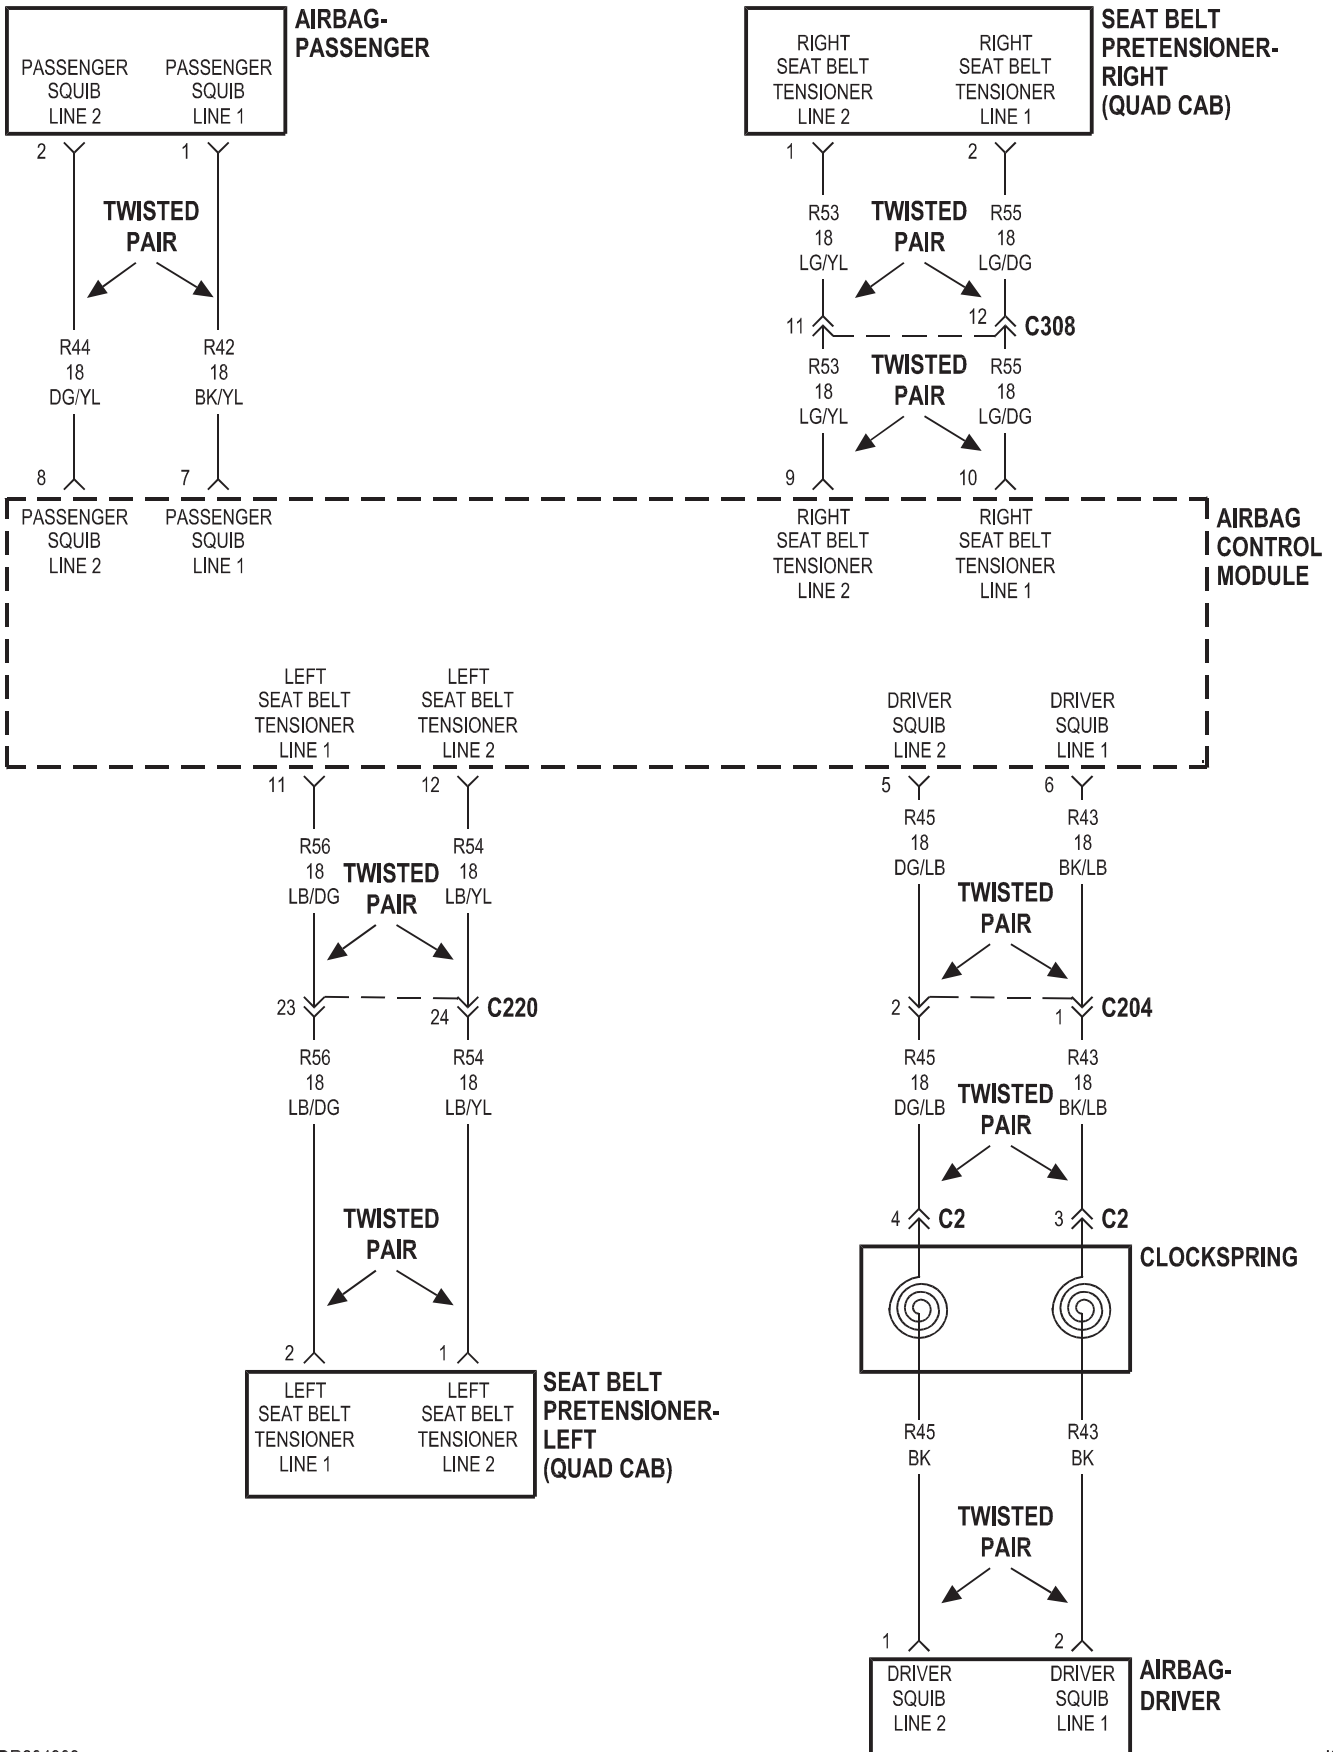 AIRBAG-
PASSENGER
PASSENGER
SQUIB
LINE 2
PASSENGER
SQUIB
LINE 1
2
1
TWISTED
PAIR
R44
18
DG/YL
R42
18
BK/YL
8
7
SEAT BELT
PRETENSIONER-
RIGHT
(QUAD CAB)
RIGHT
SEAT BELT
TENSIONER
LINE 2
RIGHT
SEAT BELT
TENSIONER
LINE 1
1
2
R53
18
LG/YL
TWISTED
PAIR
R55
18
LG/DG
11
12
C308
R53
18
LG/YL
TWISTED
PAIR
R55
18
LG/DG
9
10
PASSENGER
SQUIB
LINE 2
PASSENGER
SQUIB
LINE 1
RIGHT
SEAT BELT
TENSIONER
LINE 2
RIGHT
SEAT BELT
TENSIONER
LINE 1
AIRBAG
CONTROL
MODULE
LEFT
SEAT BELT
TENSIONER
LINE 1
LEFT
SEAT BELT
TENSIONER
LINE 2
DRIVER
SQUIB
LINE 2
DRIVER
SQUIB
LINE 1
11
12
R56
18
LB/DG
TWISTED
PAIR
R54
18
LB/YL
23
24
C220
R56
18
LB/DG
R54
18
LB/YL
TWISTED
PAIR
2
1
LEFT
SEAT BELT
TENSIONER
LINE 1
LEFT
SEAT BELT
TENSIONER
LINE 2
SEAT BELT
PRETENSIONER-
LEFT
(QUAD CAB)
5
6
R45
18
DG/LB
R43
18
BK/LB
TWISTED
PAIR
2
1
C204
R45
18
DG/LB
TWISTED
PAIR
R43
18
BK/LB
4
C2
3
C2
CLOCKSPRING
R45
BK
R43
BK
TWISTED
PAIR
1
2
DRIVER
SQUIB
LINE 2
DRIVER
SQUIB
LINE 1
AIRBAG-
DRIVER